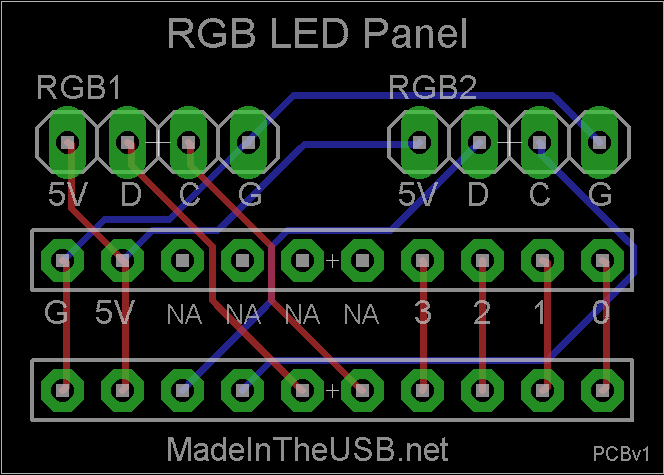 RGB LED Panel
RGB1 RGB2
5V D C G 5V D C G
G 5V NA NA NA NA 3 2 1 0
MadeInTheUSB.net
PCBv1